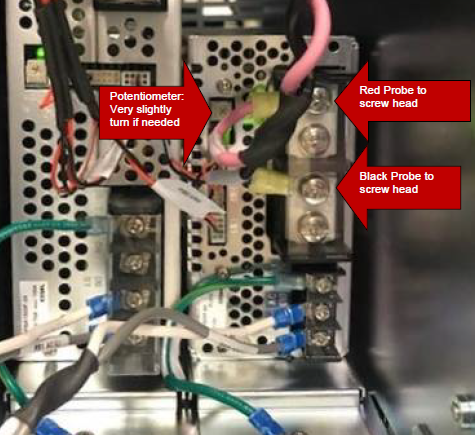 Potentiometer:
Very slightly
turn if needed
Red Probe to
screw head
Black Probe to
screw head